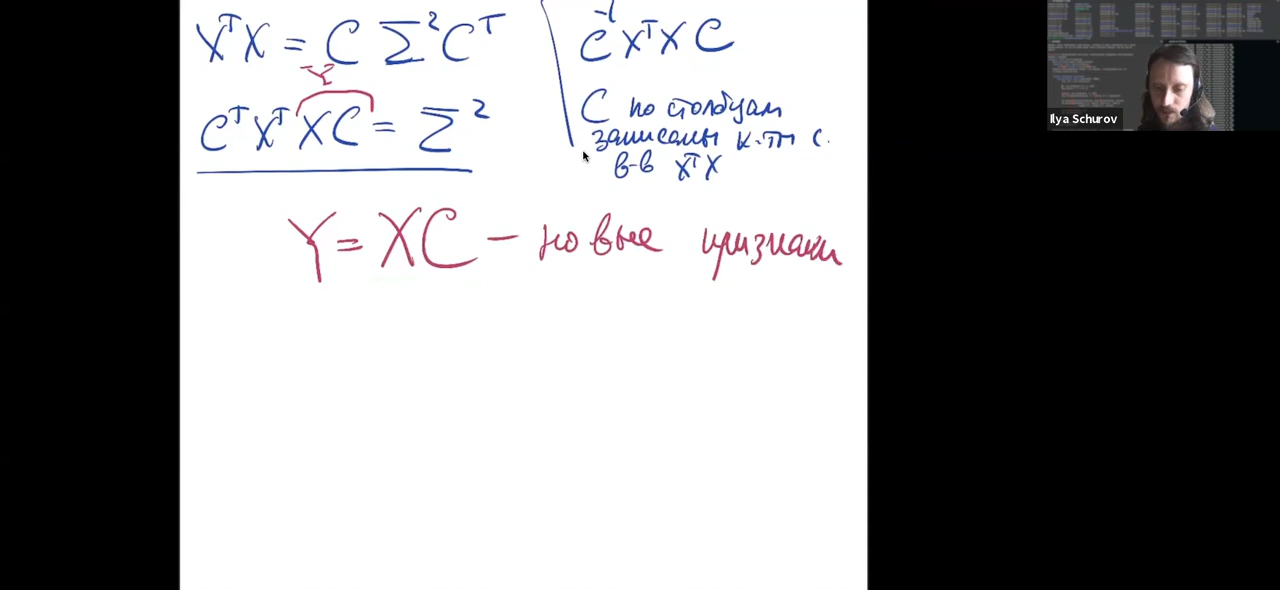 XᵀX = C Σ² Cᵀ
Y
CᵀXᵀXC = Σ²
C⁻¹XᵀXC
C по столбцам
записаны к-ты с.
в-в XᵀX
Y = XC – новые признаки
Ilya Schurov